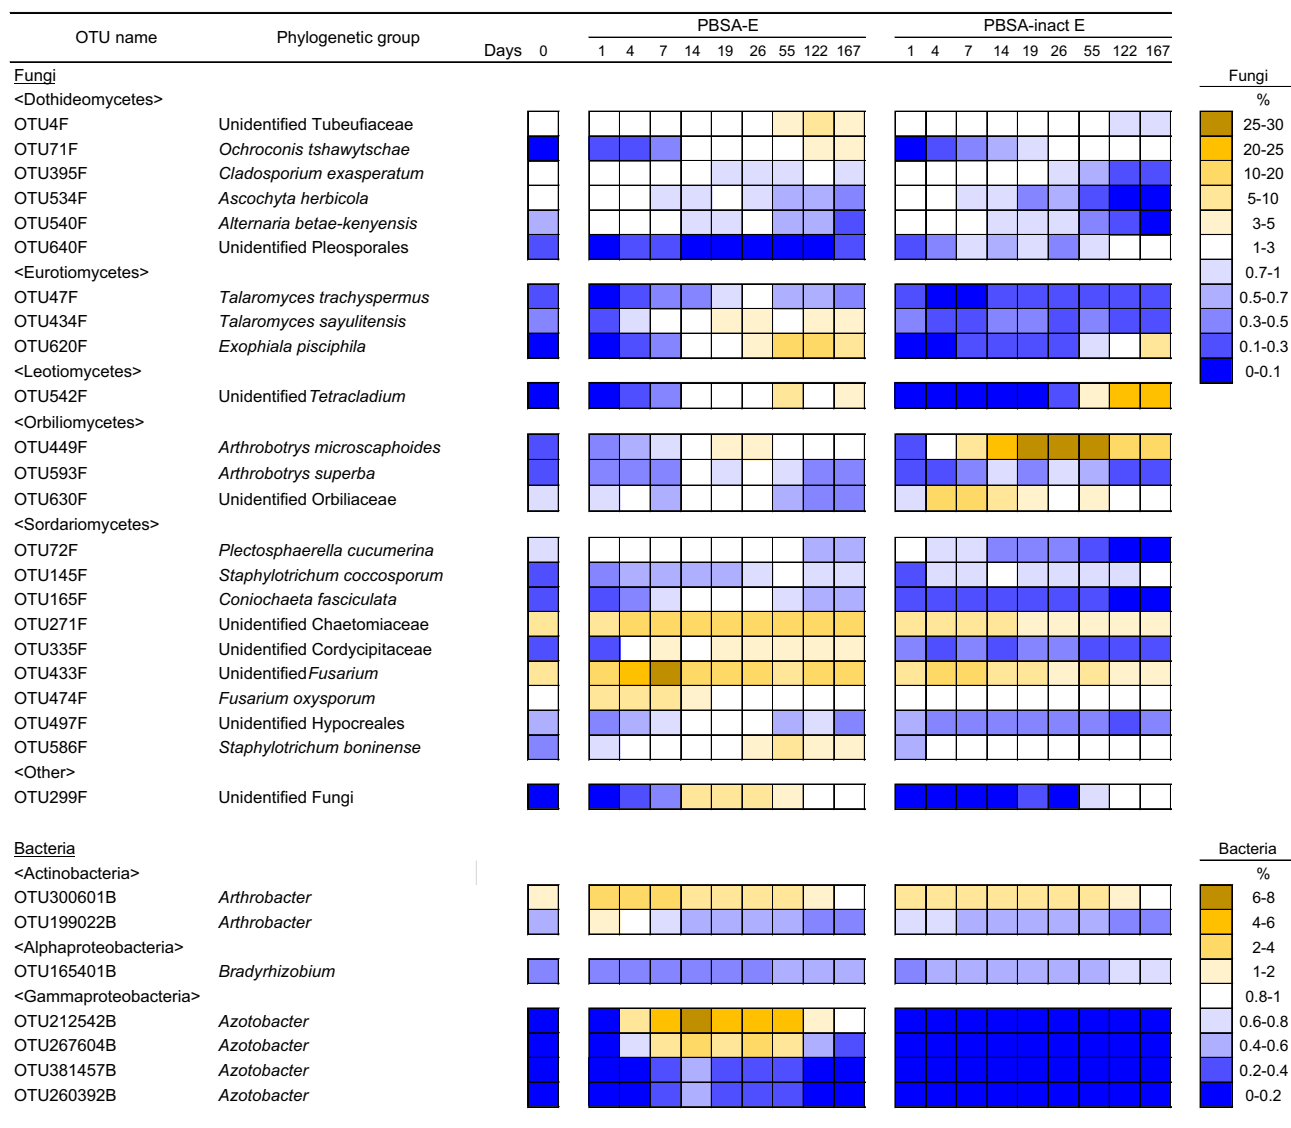 OTU name Phylogenetic group Days 0 PBSA-E PBSA-inact E
1 4 7 14 19 26 55 122 167 1 4 7 14 19 26 55 122 167
Fungi Fungi
<Dothideomycetes> %
OTU4F Unidentified Tubeufiaceae 25-30
OTU71F Ochroconis tshawytschae 20-25
OTU395F Cladosporium exasperatum 10-20
OTU534F Ascochyta herbicola 5-10
OTU540F Alternaria betae-kenyensis 3-5
OTU640F Unidentified Pleosporales 1-3
<Eurotiomycetes> 0.7-1
OTU47F Talaromyces trachyspermus 0.5-0.7
OTU434F Talaromyces sayulitensis 0.3-0.5
OTU620F Exophiala pisciphila 0.1-0.3
<Leotiomycetes> 0-0.1
OTU542F Unidentified Tetracladium
<Orbiliomycetes>
OTU449F Arthrobotrys microscaphoides
OTU593F Arthrobotrys superba
OTU630F Unidentified Orbiliaceae
<Sordariomycetes>
OTU72F Plectosphaerella cucumerina
OTU145F Staphylotrichum coccosporum
OTU165F Coniochaeta fasciculata
OTU271F Unidentified Chaetomiaceae
OTU335F Unidentified Cordycipitaceae
OTU433F Unidentified Fusarium
OTU474F Fusarium oxysporum
OTU497F Unidentified Hypocreales
OTU586F Staphylotrichum boninense
<Other>
OTU299F Unidentified Fungi
Bacteria Bacteria
<Actinobacteria> %
OTU300601B Arthrobacter 6-8
OTU199022B Arthrobacter 4-6
<Alphaproteobacteria> 2-4
OTU165401B Bradyrhizobium 1-2
<Gammaproteobacteria> 0.8-1
OTU212542B Azotobacter 0.6-0.8
OTU267604B Azotobacter 0.4-0.6
OTU381457B Azotobacter 0.2-0.4
OTU260392B Azotobacter 0-0.2